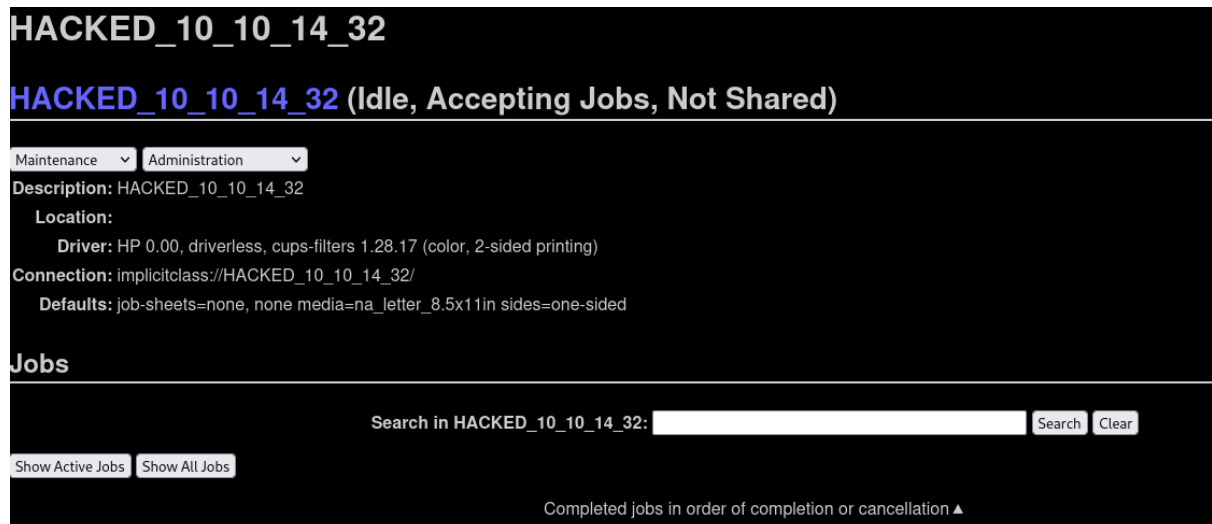 HACKED_10_10_14_32
HACKED_10_10_14_32 (Idle, Accepting Jobs, Not Shared)
Maintenance Administration
Description: HACKED_10_10_14_32
Location:
Driver: HP 0.00, driverless, cups-filters 1.28.17 (color, 2-sided printing)
Connection: implicitclass://HACKED_10_10_14_32/
Defaults: job-sheets=none, none media=na_letter_8.5x11in sides=one-sided
Jobs
Search in HACKED_10_10_14_32: Search Clear
Show Active Jobs Show All Jobs
Completed jobs in order of completion or cancellation ▲